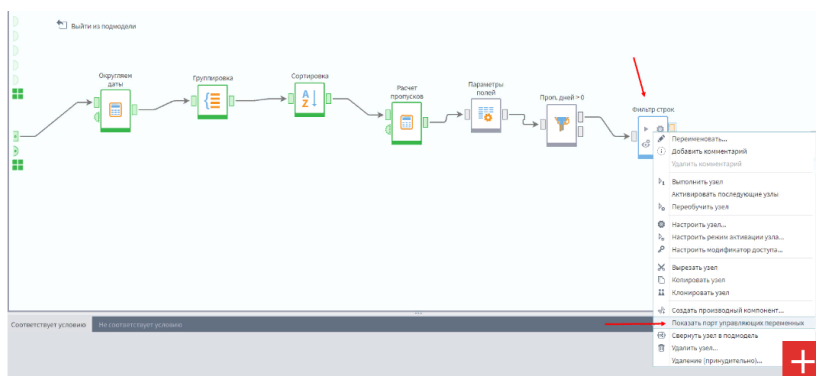 Выйти из подмодели
Округляем
даты
Группировка
Сортировка
Расчет
пропусков
Параметры
полей
Проп. дней > 0
Фильтр строк
Переименовать...
Добавить комментарий
Удалить комментарий
Выполнить узел
Активировать последующие узлы
Переобучить узел
Настроить узел...
Настроить режим активации узла...
Настроить модификатор доступа...
Вырезать узел
Копировать узел
Клонировать узел
Создать производный компонент...
Показать порт управляющих переменных
Свернуть узел в подмодель
Удалить узел...
Удаление (принудительно)...
Соответствует условию
Не соответствует условию